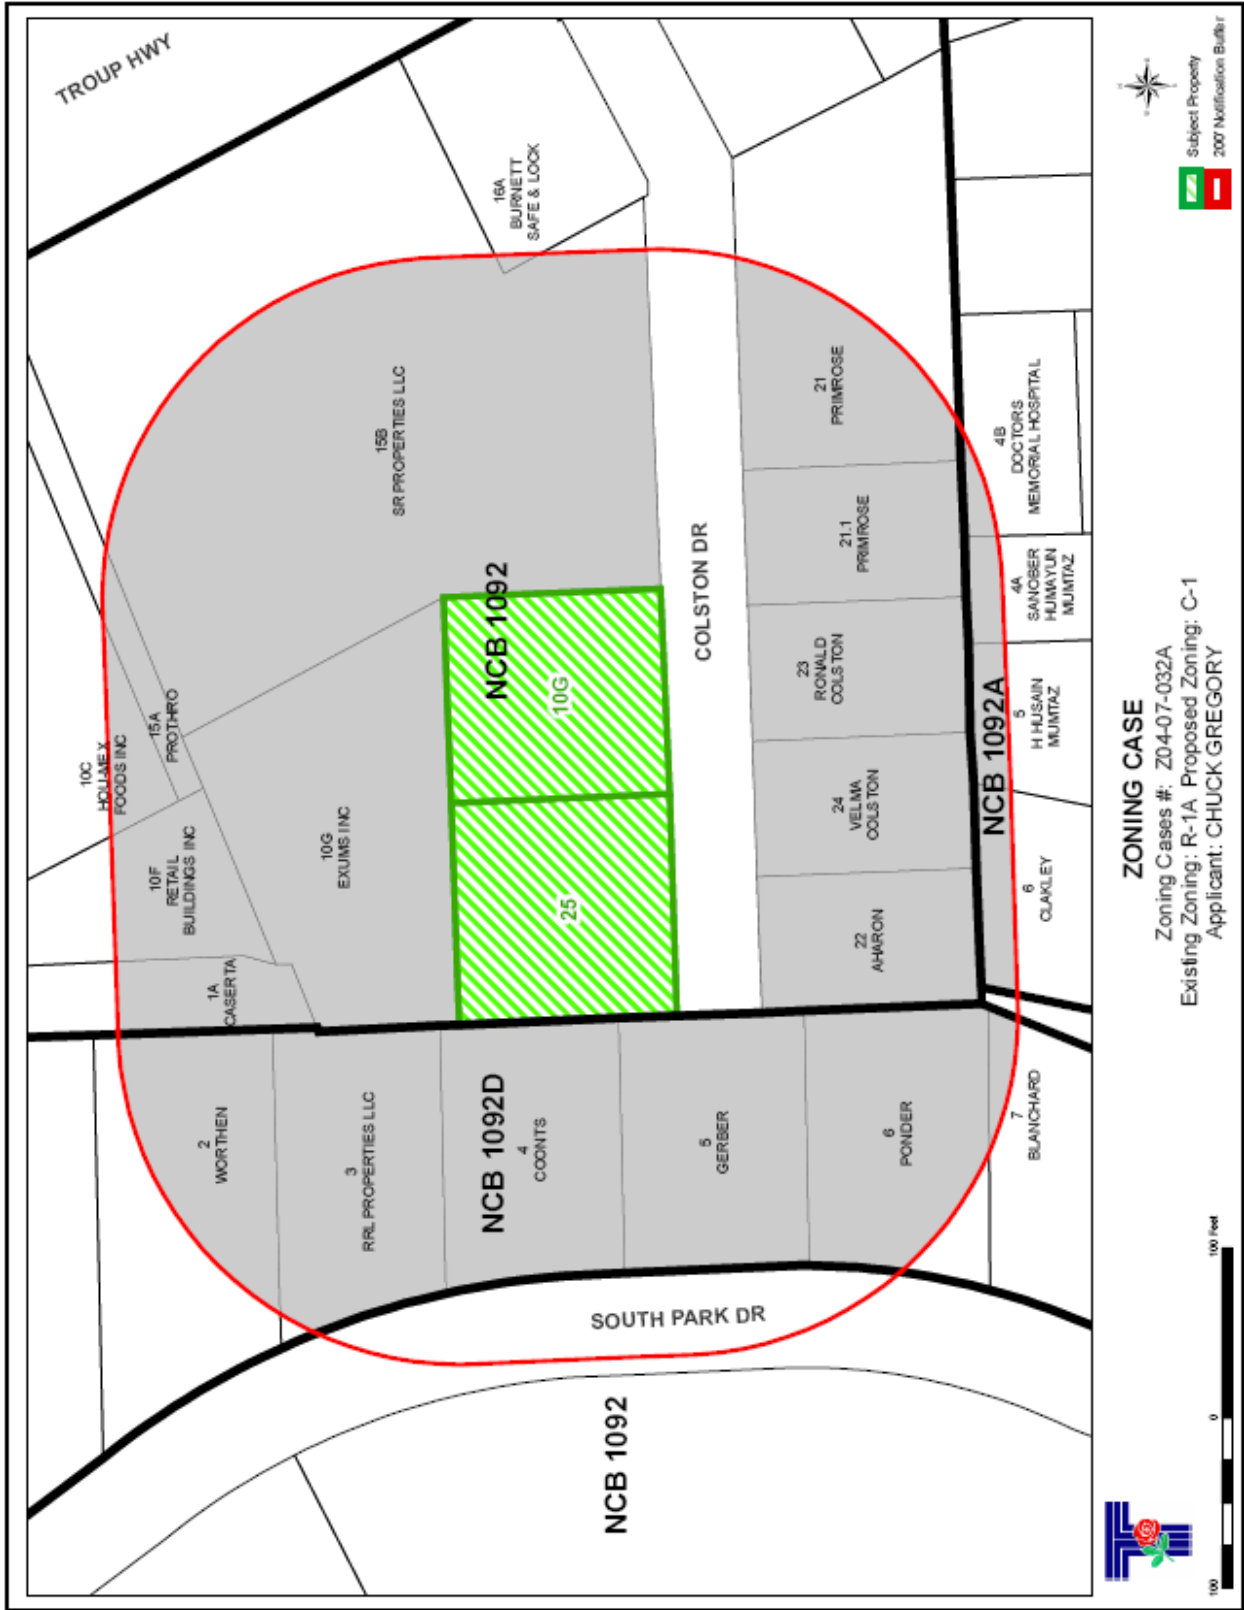 TROUP HWY
16A
BURNETT
SAFE & LOCK
15B
SR PROPERTIES LLC
10C
HOLLMEX
FOODS INC
15A
PROTHRO
10F
RETAIL
BUILDINGS INC
10G
EXUMS INC
1A
CASERTA
NCB 1092
10G
25
COLSTON DR
21
PRIMROSE
21.1
PRIMROSE
23
RONALD
COLSTON
24
VELMA
COLSTON
22
AHARON
4B
DOCTORS
MEMORIAL HOSPITAL
4A
SANOBER
HUMAYUN
MUMTAZ
5
H HUSAIN
MUMTAZ
NCB 1092A
6
CLAKLEY
2
WORTHEN
3
RRL PROPERTIES LLC
NCB 1092D
4
COONTS
5
GERBER
6
PONDER
7
BLANCHARD
SOUTH PARK DR
NCB 1092
ZONING CASE
Zoning Cases #: Z04-07-032A
Existing Zoning: R-1A Proposed Zoning: C-1
Applicant: CHUCK GREGORY
Subject Property
200' Notification Buffer
100 0 100 Feet